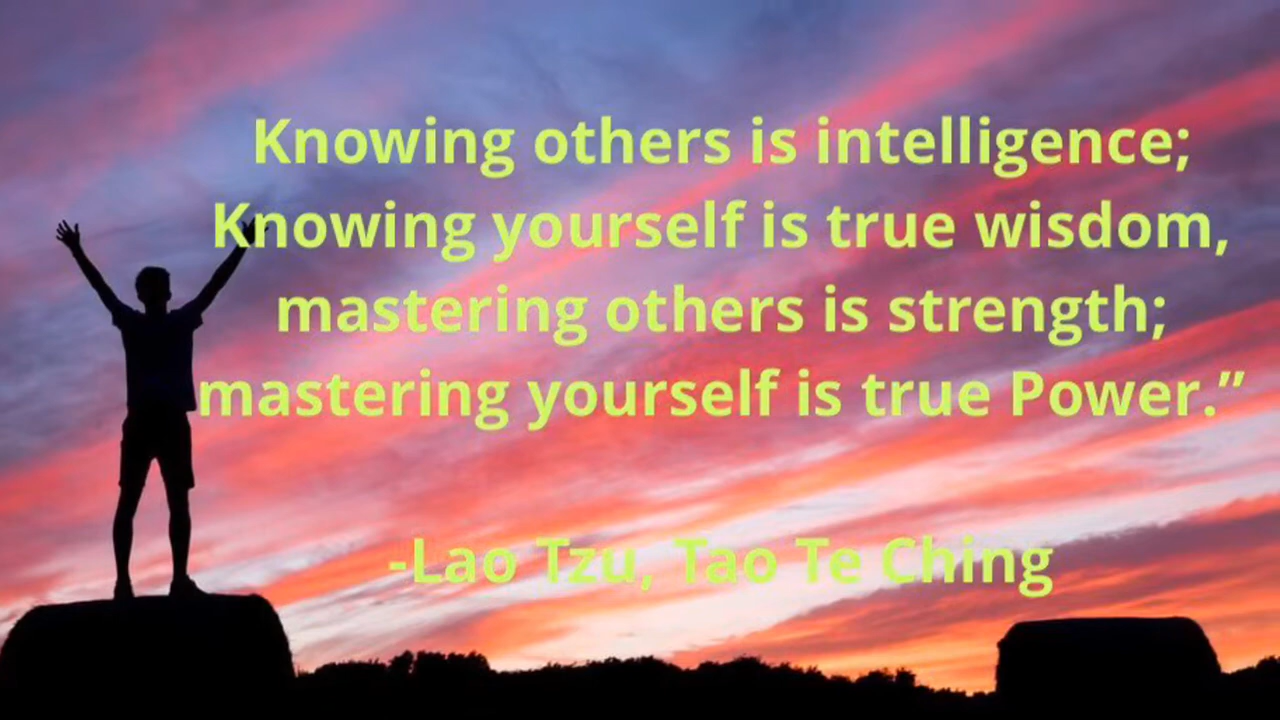 Knowing others is intelligence;
Knowing yourself is true wisdom,
mastering others is strength;
mastering yourself is true Power.”
-Lao Tzu, Tao Te Ching